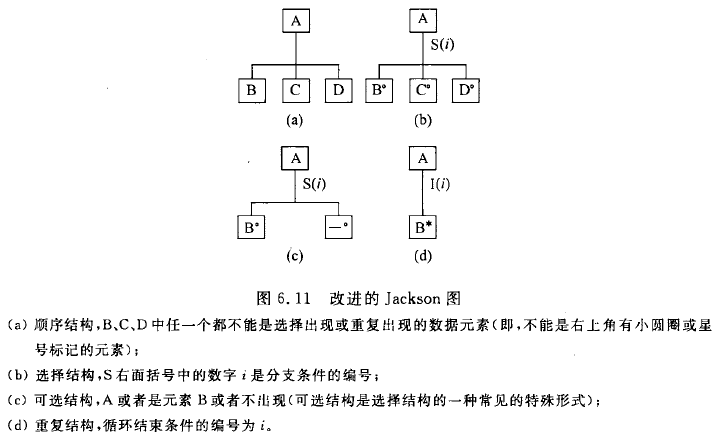 A
A
S(i)
B
C
D
B°
C°
D°
(a)
(b)
A
A
S(i)
I(i)
B°
—°
B*
(c)
(d)
图 6.11 改进的 Jackson 图
(a) 顺序结构,B、C、D中任一个都不能是选择出现或重复出现的数据元素(即,不能是右上角有小圆圈或星
号标记的元素);
(b) 选择结构,S右面括号中的数字 i 是分支条件的编号;
(c) 可选结构,A 或者是元素 B 或者不出现(可选结构是选择结构的一种常见的特殊形式);
(d) 重复结构,循环结束条件的编号为 i。